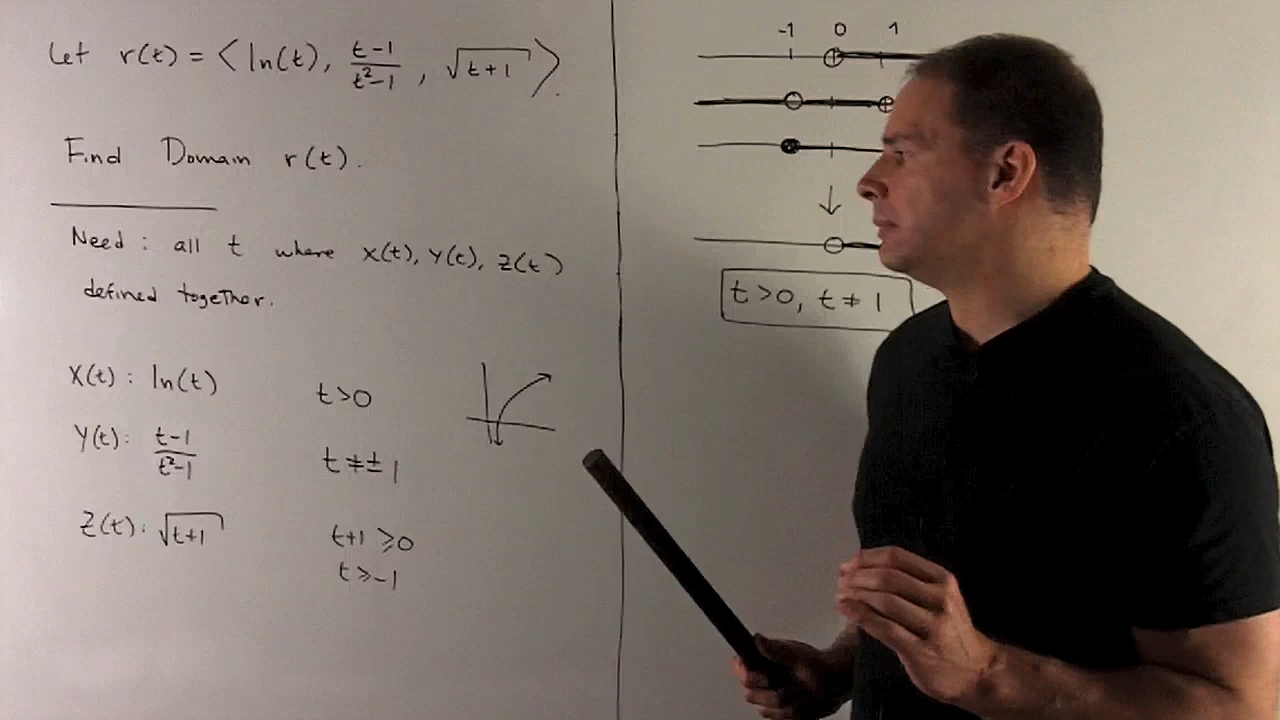 Let r(t) = < ln(t), (t-1)/(t²-1), √(t+1) >.
Find Domain r(t).
Need : all t where X(t), Y(t), Z(t)
defined together.
X(t) : ln(t) t>0
Y(t) : (t-1)/(t²-1) t ≠ ± 1
Z(t) : √(t+1) t+1 ≥ 0
t ≥ -1
-1 0 1
t>0, t ≠ 1